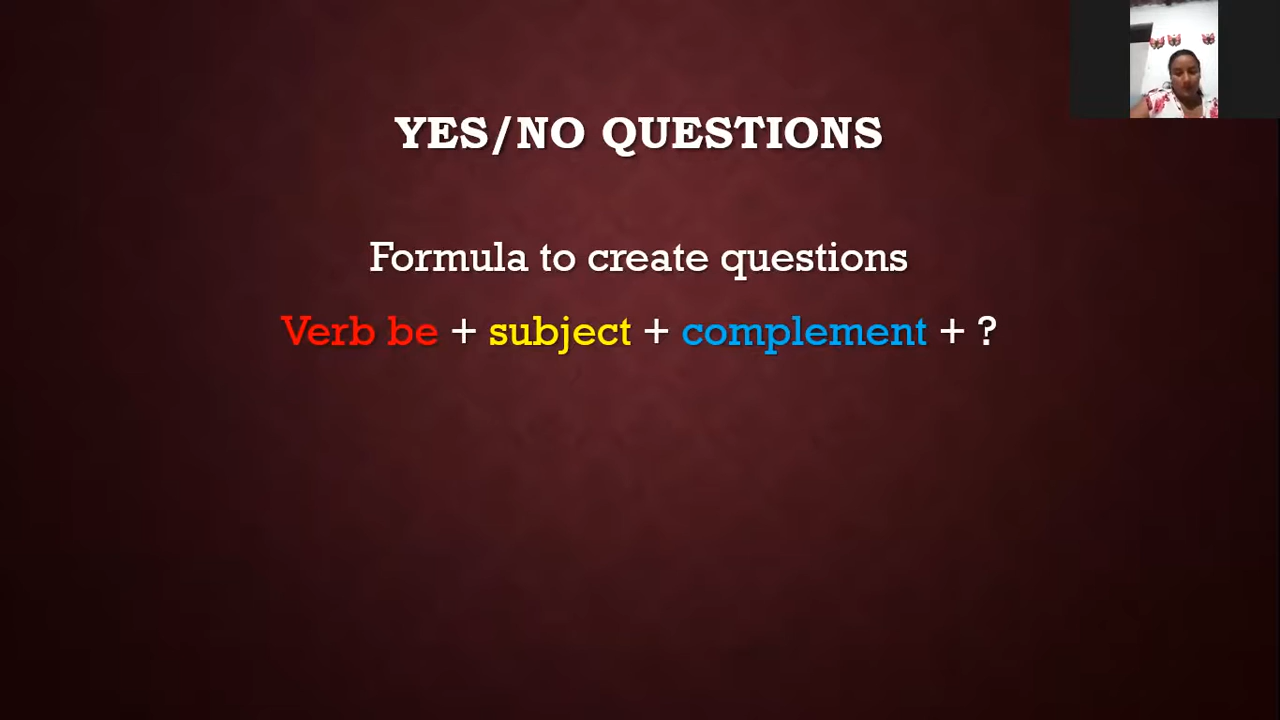 YES/NO QUESTIONS
Formula to create questions
Verb be + subject + complement + ?